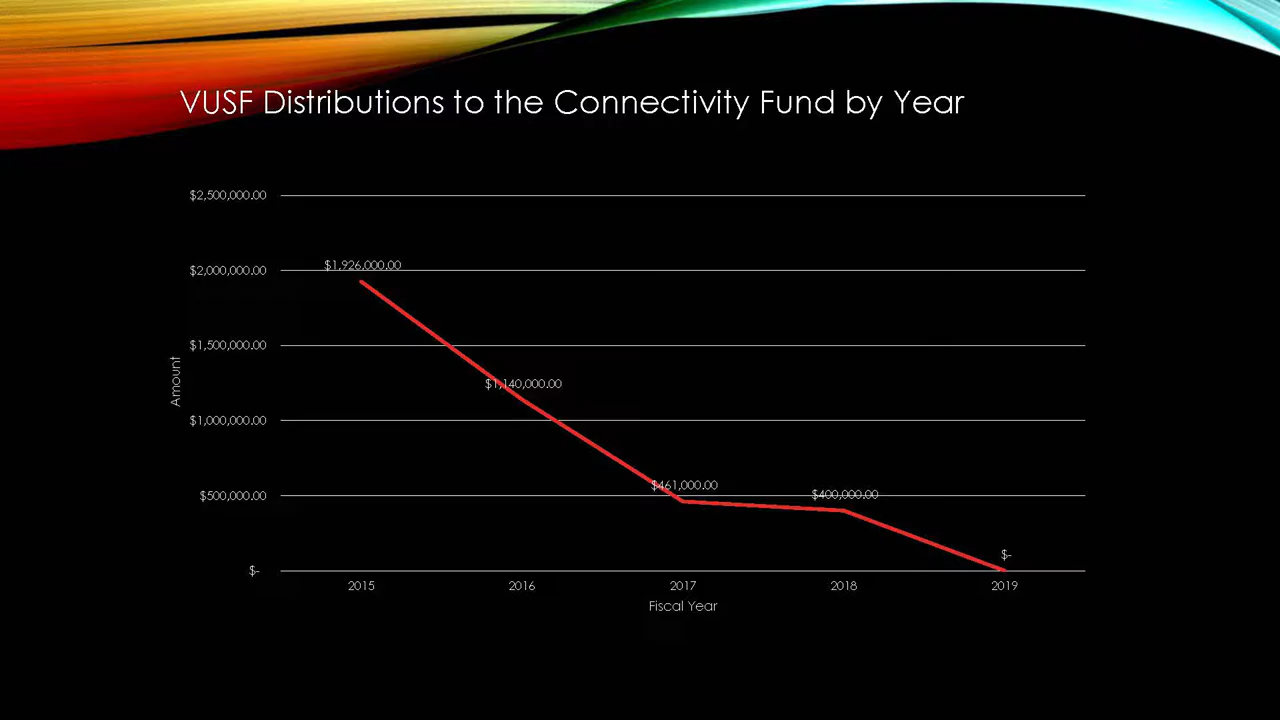 VUSF Distributions to the Connectivity Fund by Year
$2,500,000.00
$2,000,000.00
$1,926,000.00
$1,500,000.00
Amount
$1,140,000.00
$1,000,000.00
$500,000.00
$461,000.00
$400,000.00
$-
$-
2015 2016 2017 2018 2019
Fiscal Year